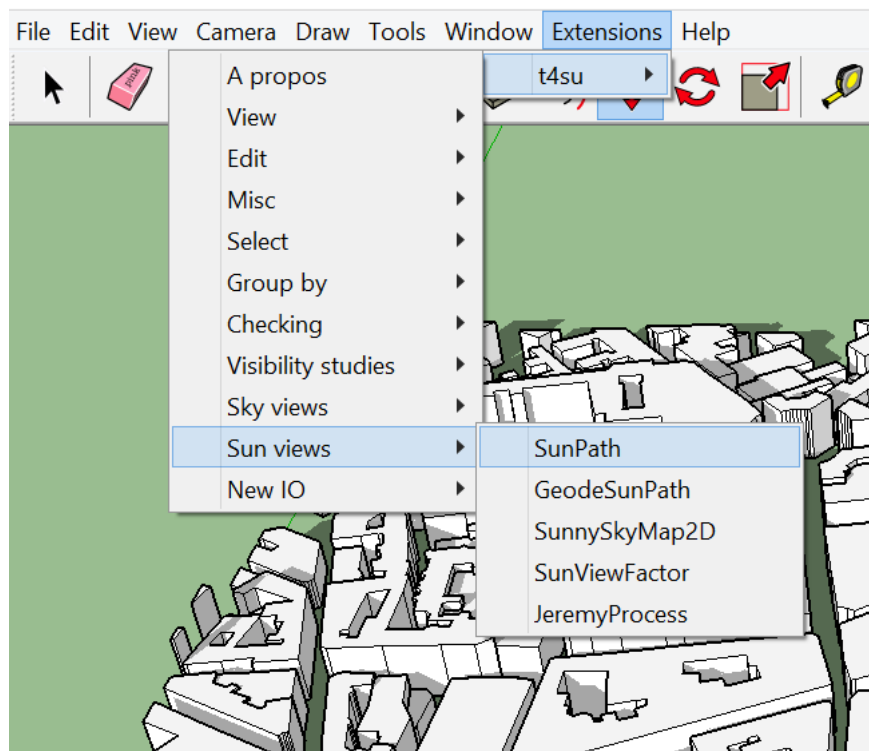 File Edit View Camera Draw Tools Window Extensions Help
pink
t4su
A propos
View
Edit
Misc
Select
Group by
Checking
Visibility studies
Sky views
Sun views
New IO
SunPath
GeodeSunPath
SunnySkyMap2D
SunViewFactor
JeremyProcess